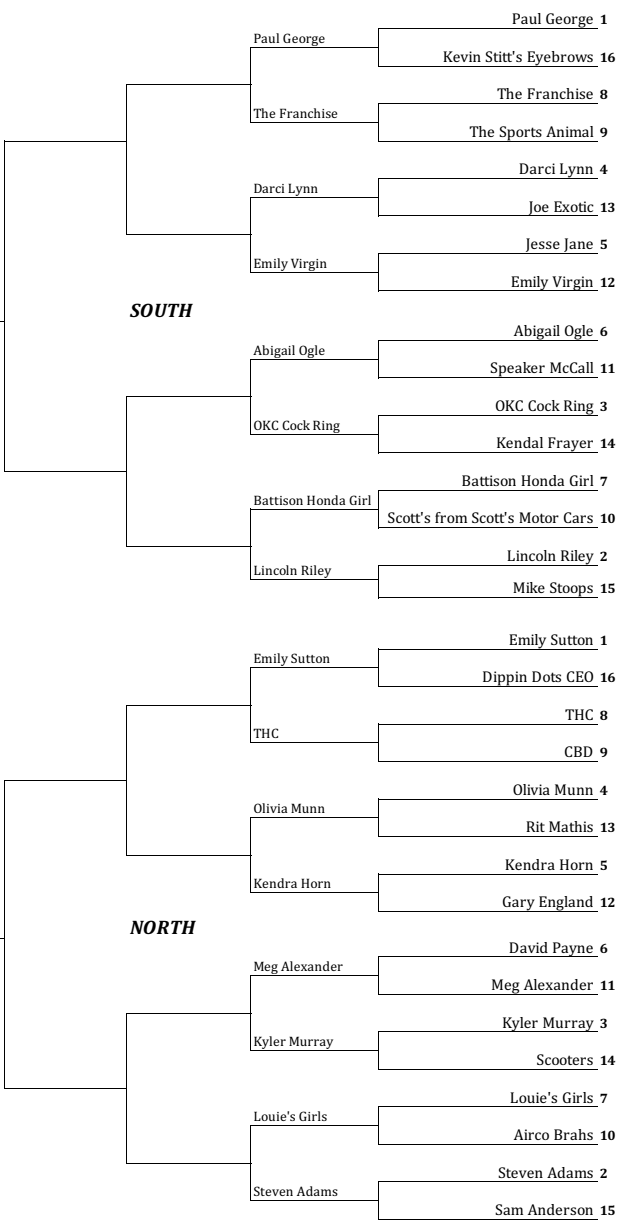 Paul George 1
Paul George
Kevin Stitt's Eyebrows 16
The Franchise 8
The Franchise
The Sports Animal 9
Darci Lynn 4
Darci Lynn
Joe Exotic 13
Jesse Jane 5
Emily Virgin
Emily Virgin 12
SOUTH
Abigail Ogle 6
Abigail Ogle
Speaker McCall 11
OKC Cock Ring 3
OKC Cock Ring
Kendal Frayer 14
Battison Honda Girl 7
Battison Honda Girl
Scott's from Scott's Motor Cars 10
Lincoln Riley 2
Lincoln Riley
Mike Stoops 15
Emily Sutton 1
Emily Sutton
Dippin Dots CEO 16
THC 8
THC
CBD 9
Olivia Munn 4
Olivia Munn
Rit Mathis 13
Kendra Horn 5
Kendra Horn
Gary England 12
NORTH
David Payne 6
Meg Alexander
Meg Alexander 11
Kyler Murray 3
Kyler Murray
Scooters 14
Louie's Girls 7
Louie's Girls
Airco Brahs 10
Steven Adams 2
Steven Adams
Sam Anderson 15